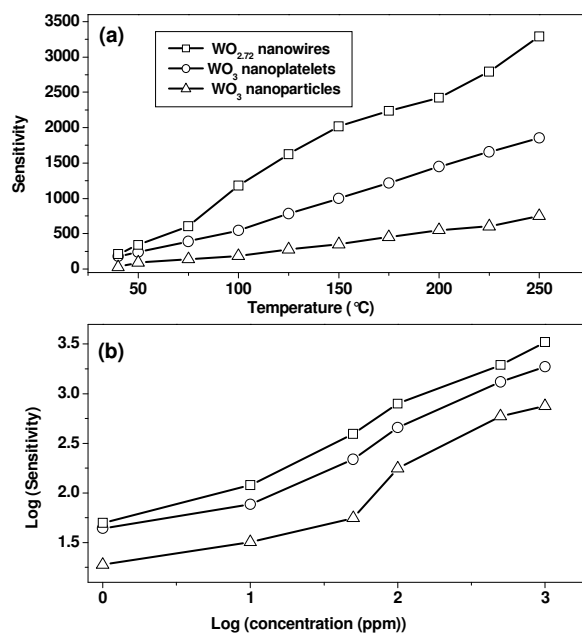 (a)
WO2.72 nanowires
WO3 nanoplatelets
WO3 nanoparticles
3500
3000
2500
2000
1500
1000
500
0
Sensitivity
50 100 150 200 250
Temperature (°C)
(b)
3.5
3.0
2.5
2.0
1.5
Log (Sensitivity)
0 1 2 3
Log (concentration (ppm))